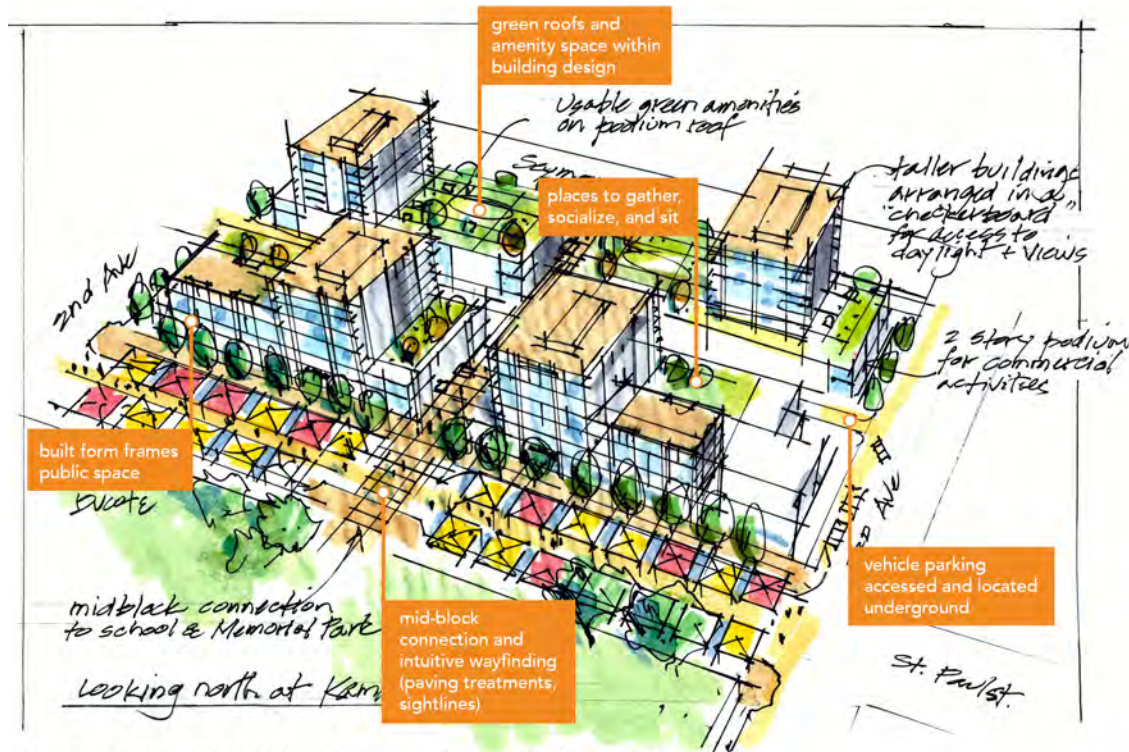 green roofs and
amenity space within
building design
Usable green amenities
on podium roof
Seym
places to gather,
socialize, and sit
taller buildings
arranged in a
"checkerboard"
for access to
daylight + views
2nd Ave
2 story podium
for commercial
activities
built form frames
public space
Ave
vehicle parking
accessed and located
underground
midblock connection
to school & Memorial Park
mid-block
connection and
intuitive wayfinding
(paving treatments,
sightlines)
St. Paul st.
Looking north at Kam